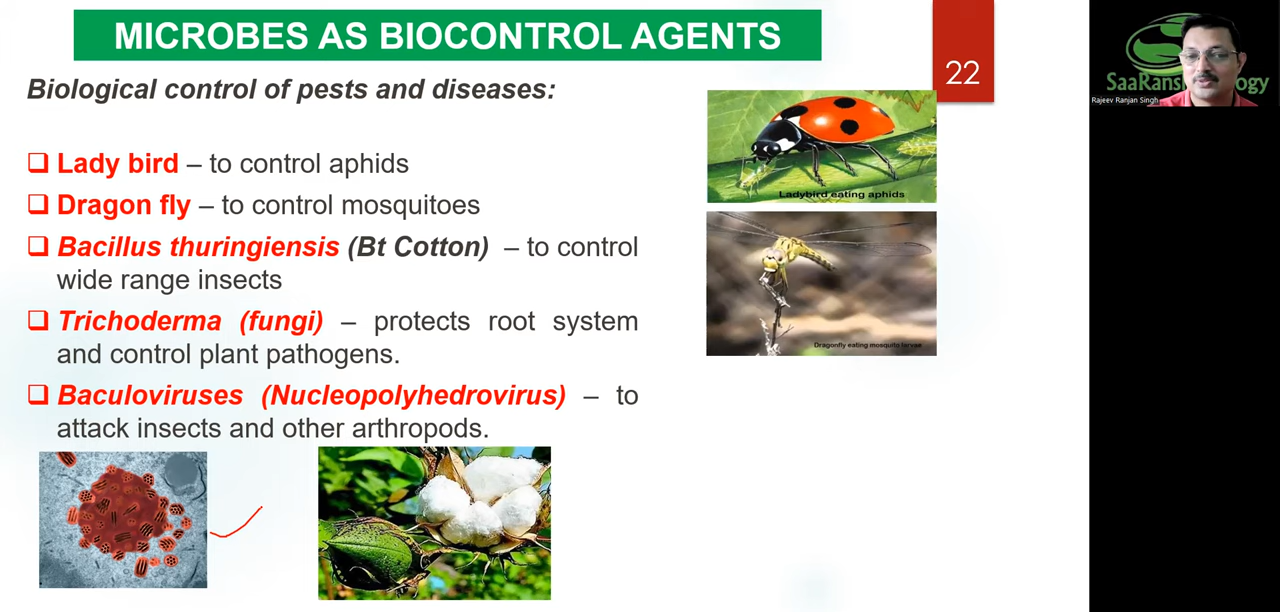 MICROBES AS BIOCONTROL AGENTS
22
Biological control of pests and diseases:
❑ Lady bird – to control aphids
❑ Dragon fly – to control mosquitoes
❑ Bacillus thuringiensis (Bt Cotton) – to control
wide range insects
❑ Trichoderma (fungi) – protects root system
and control plant pathogens.
❑ Baculoviruses (Nucleopolyhedrovirus) – to
attack insects and other arthropods.
Ladybird eating aphids
Dragonfly eating mosquito larvae
Rajeev Ranjan Singh